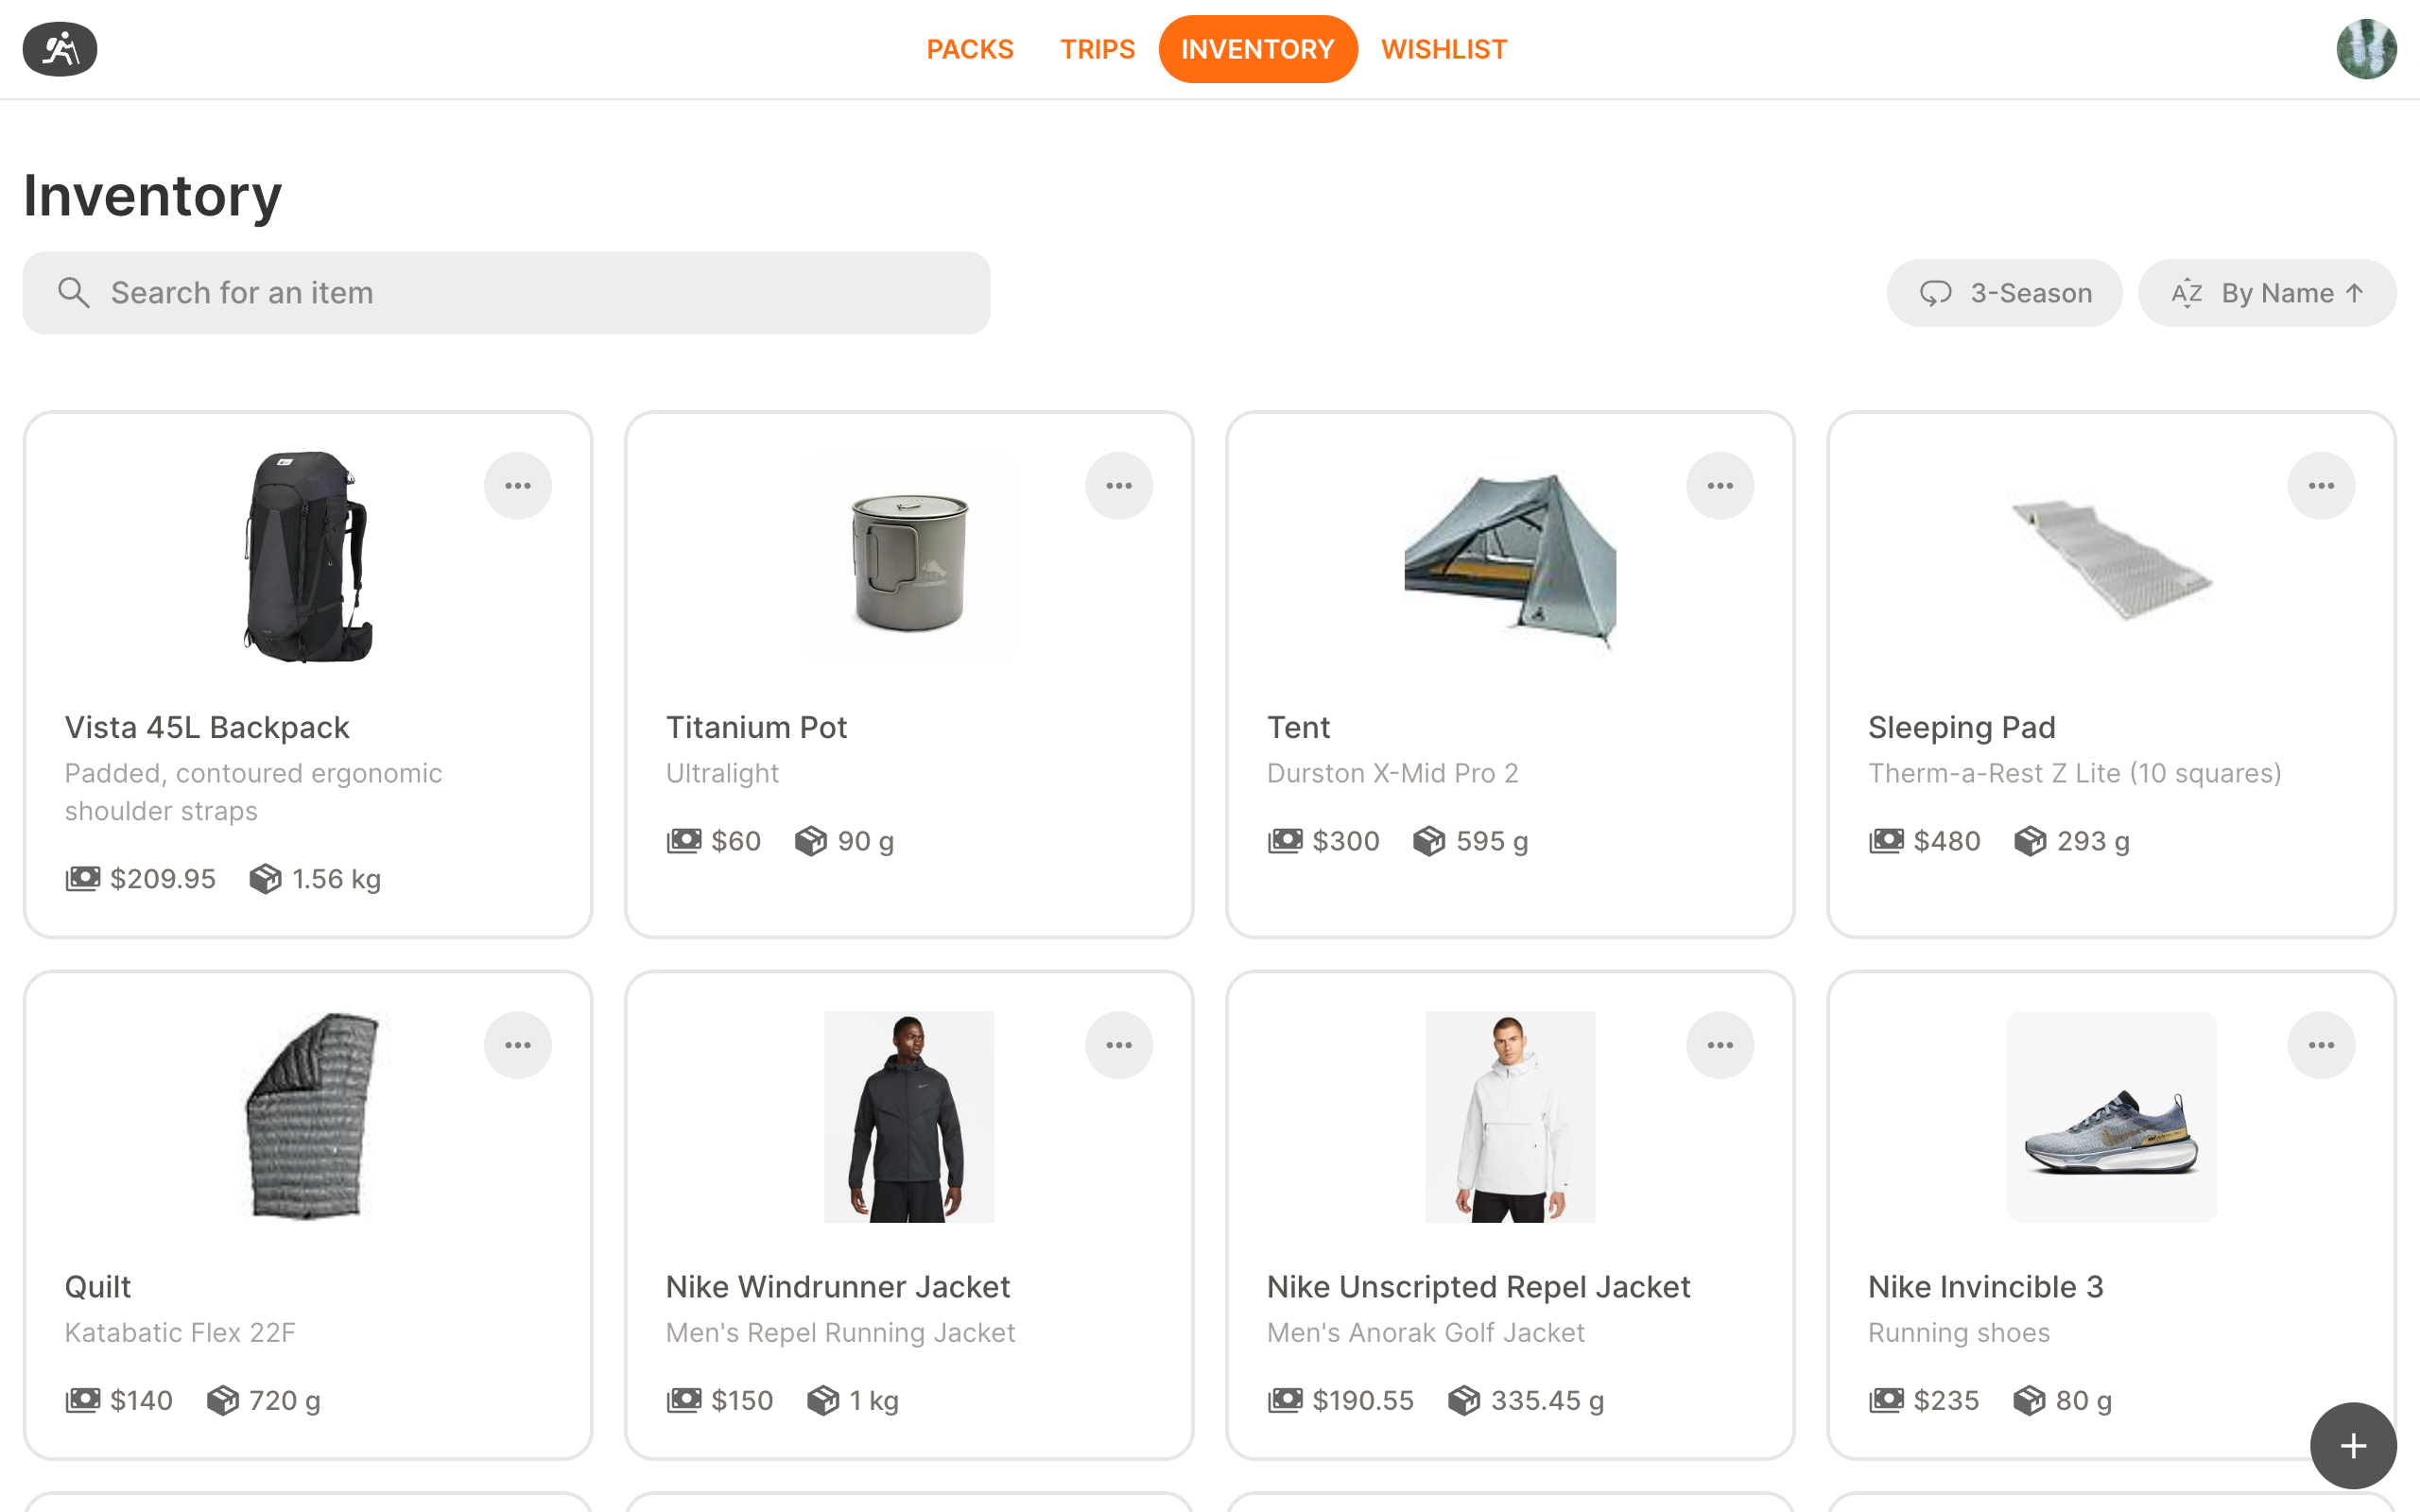 PACKS TRIPS INVENTORY WISHLIST
Inventory
Search for an item
3-Season
By Name ↑
Vista 45L Backpack
Padded, contoured ergonomic
shoulder straps
$209.95 1.56 kg
Titanium Pot
Ultralight
$60 90 g
Tent
Durston X-Mid Pro 2
$300 595 g
Sleeping Pad
Therm-a-Rest Z Lite (10 squares)
$480 293 g
Quilt
Katabatic Flex 22F
$140 720 g
Nike Windrunner Jacket
Men's Repel Running Jacket
$150 1 kg
Nike Unscripted Repel Jacket
Men's Anorak Golf Jacket
$190.55 335.45 g
Nike Invincible 3
Running shoes
$235 80 g